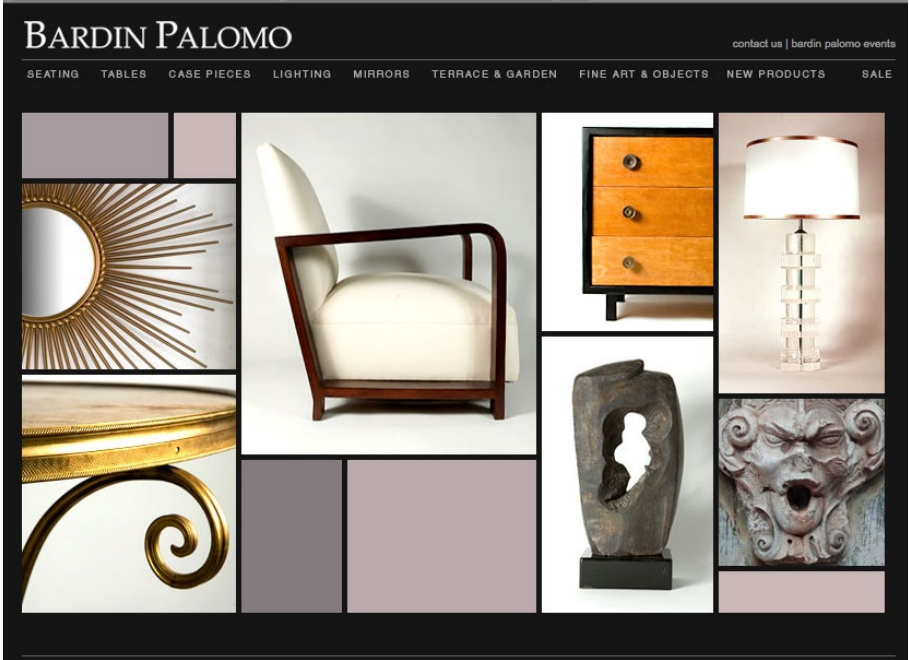 BARDIN PALOMO
contact us | bardin palomo events
SEATING TABLES CASE PIECES LIGHTING MIRRORS TERRACE & GARDEN FINE ART & OBJECTS NEW PRODUCTS SALE